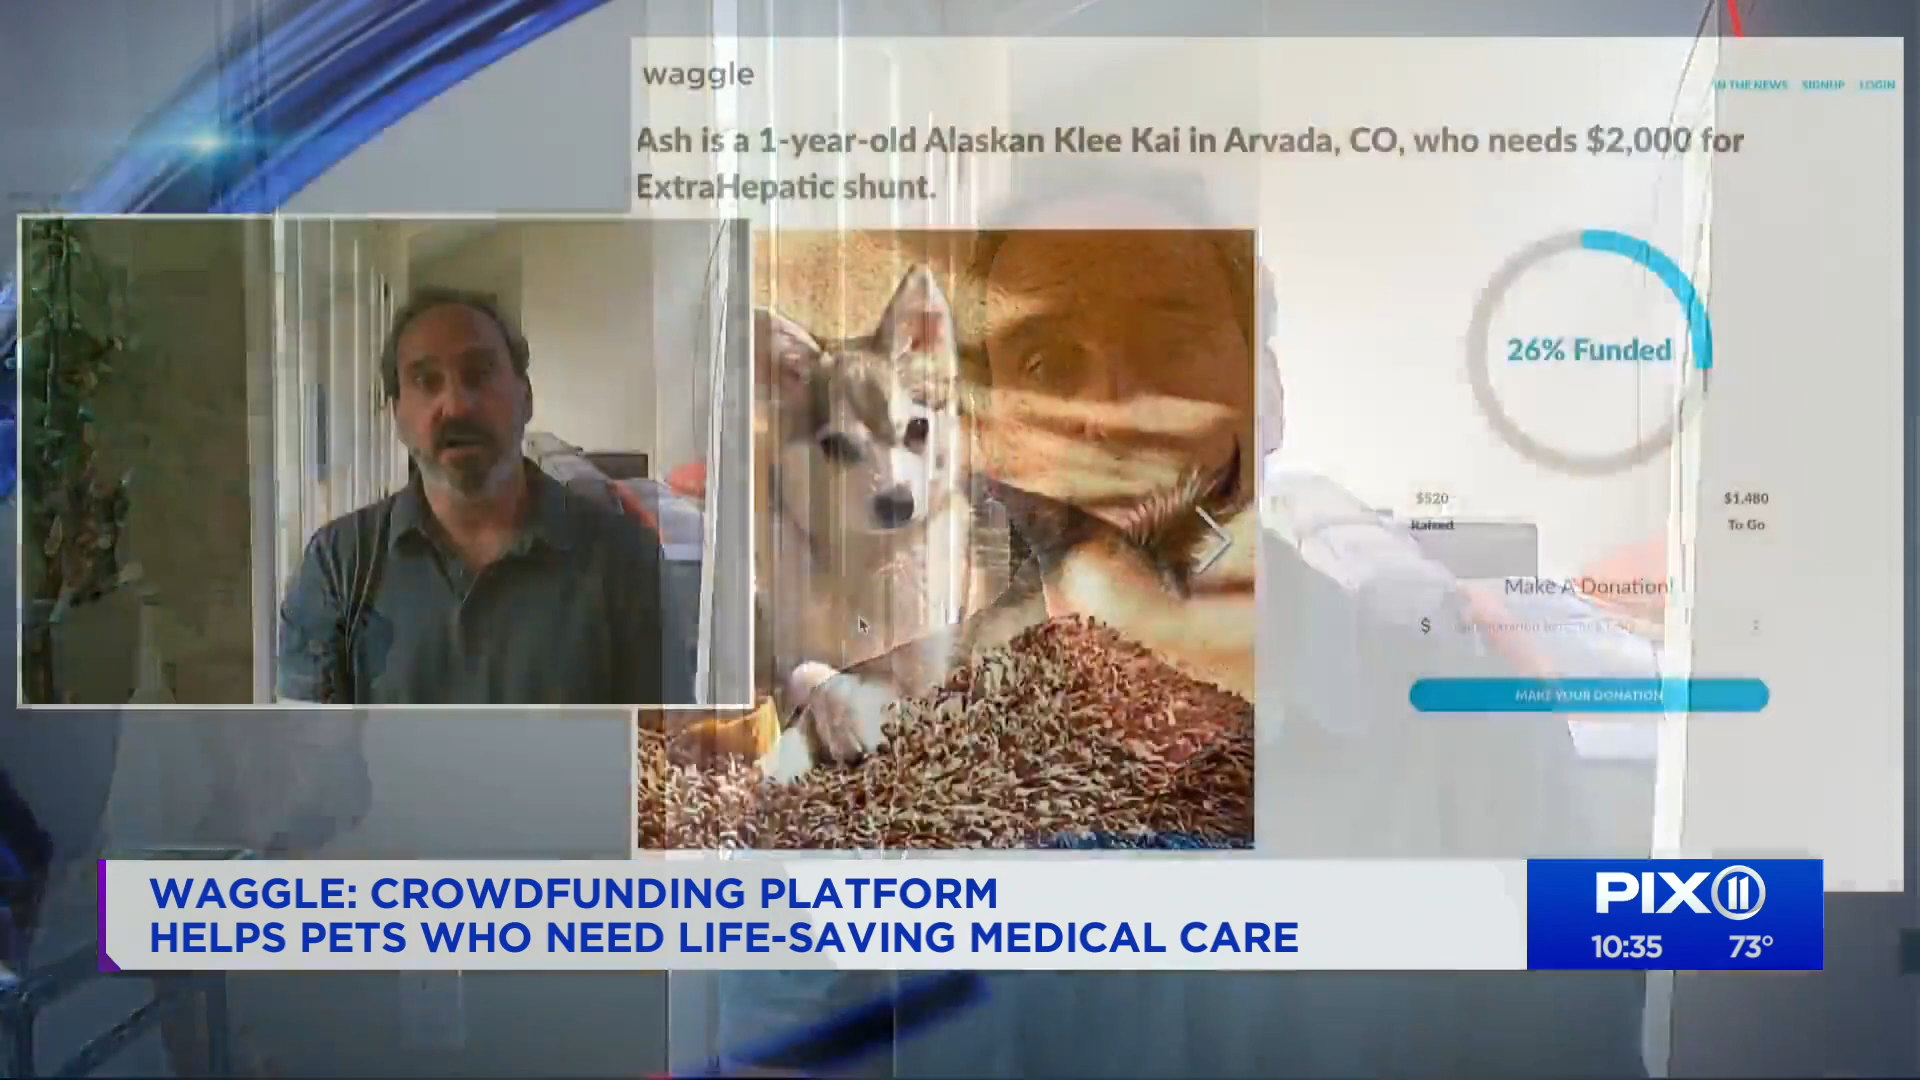 waggle
IN THE NEWS SIGNUP LOGIN
Ash is a 1-year-old Alaskan Klee Kai in Arvada, CO, who needs $2,000 for
ExtraHepatic shunt.
26% Funded
$520 $1,480
Raised To Go
Make A Donation!
$
MAKE YOUR DONATION
WAGGLE: CROWDFUNDING PLATFORM
HELPS PETS WHO NEED LIFE-SAVING MEDICAL CARE
PIX 11
10:35 73°